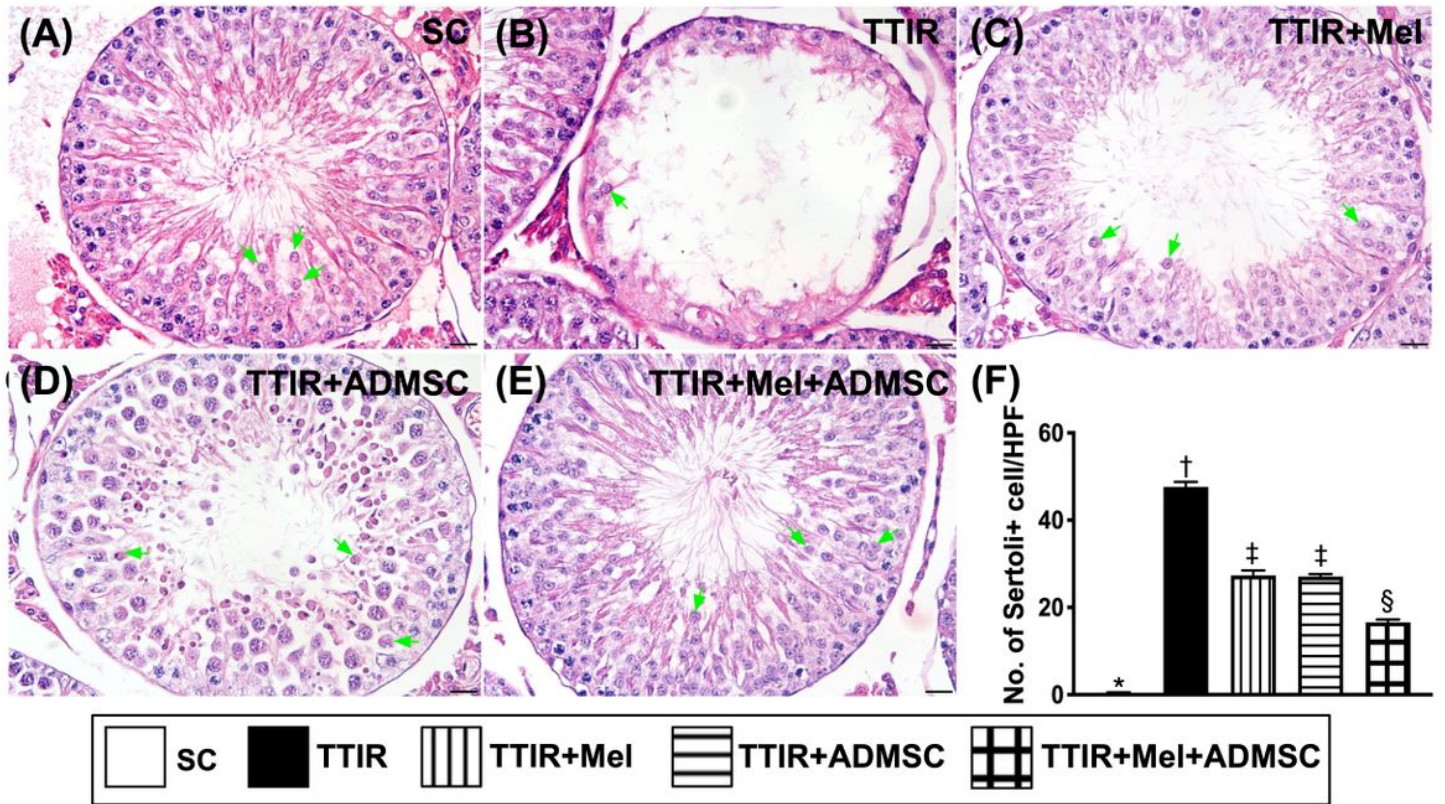 (A) SC
(B) TTIR
(C) TTIR+Mel
(D) TTIR+ADMSC
(E) TTIR+Mel+ADMSC
(F)
No. of Sertoli+ cell/HPF
60
40
20
0
*
†
‡
‡
§
SC TTIR TTIR+Mel TTIR+ADMSC TTIR+Mel+ADMSC